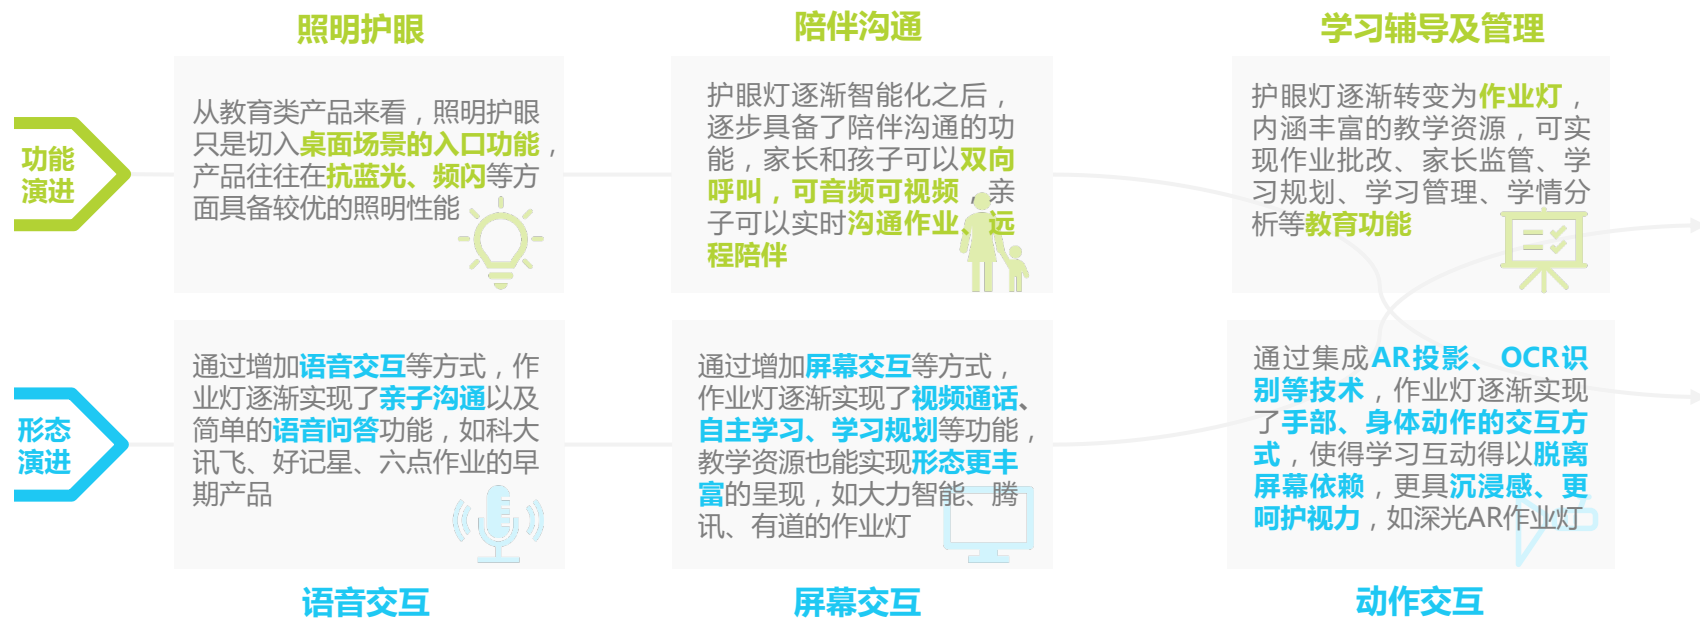 照明护眼
陪伴沟通
学习辅导及管理
功能
演进
从教育类产品来看，照明护眼
只是切入桌面场景的入口功能，
产品往往在抗蓝光、频闪等方
面具备较优的照明性能
护眼灯逐渐智能化之后，
逐步具备了陪伴沟通的功
能，家长和孩子可以双向
呼叫，可音频可视频，亲
子可以实时沟通作业、远
程陪伴
护眼灯逐渐转变为作业灯，
内涵丰富的教学资源，可实
现作业批改、家长监管、学
习规划、学习管理、学情分
析等教育功能
形态
演进
通过增加语音交互等方式，作
业灯逐渐实现了亲子沟通以及
简单的语音问答功能，如科大
讯飞、好记星、六点作业的早
期产品
通过增加屏幕交互等方式，
作业灯逐渐实现了视频通话、
自主学习、学习规划等功能，
教学资源也能实现形态更丰
富的呈现，如大力智能、腾
讯、有道的作业灯
通过集成AR投影、OCR识
别等技术，作业灯逐渐实现
了手部、身体动作的交互方
式，使得学习互动得以脱离
屏幕依赖，更具沉浸感、更
呵护视力，如深光AR作业灯
语音交互
屏幕交互
动作交互